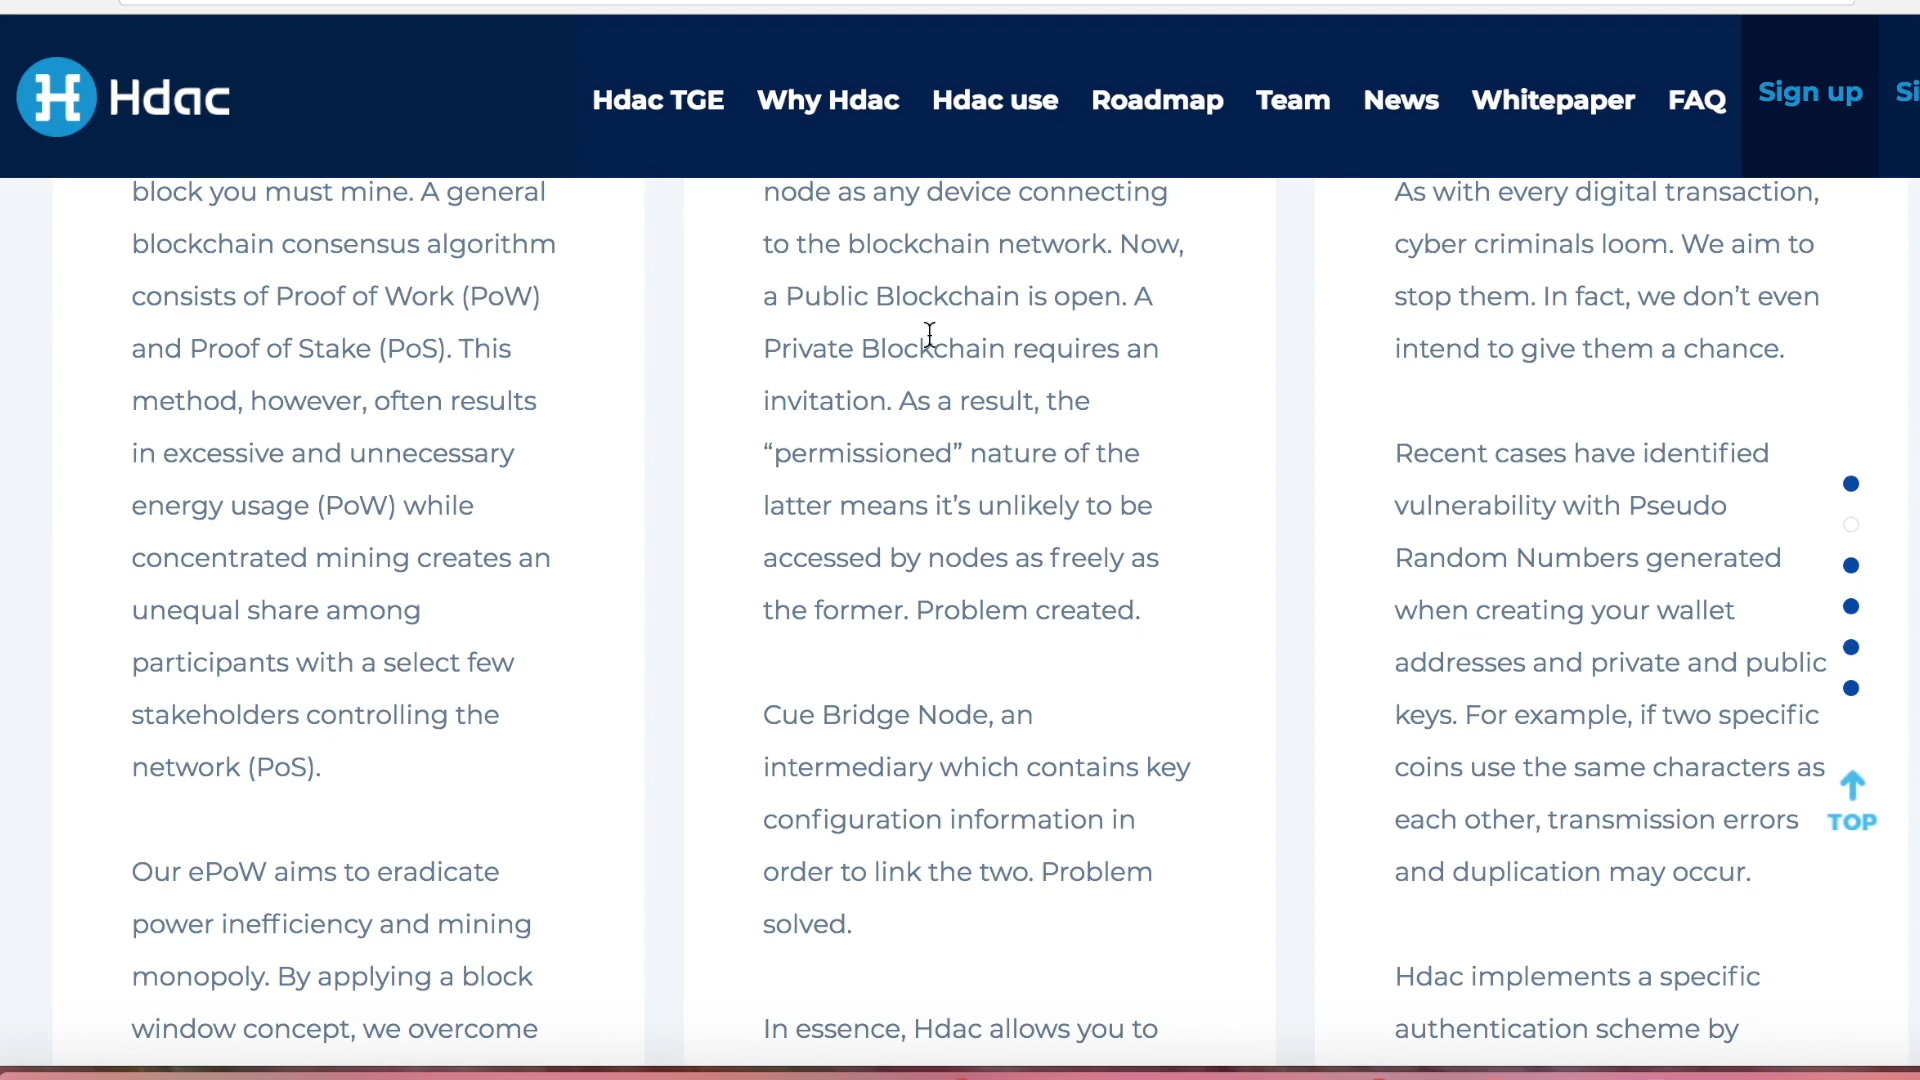 Hdac
Hdac TGE Why Hdac Hdac use Roadmap Team News Whitepaper FAQ Sign up Si
block you must mine. A general
blockchain consensus algorithm
consists of Proof of Work (PoW)
and Proof of Stake (PoS). This
method, however, often results
in excessive and unnecessary
energy usage (PoW) while
concentrated mining creates an
unequal share among
participants with a select few
stakeholders controlling the
network (PoS).
Our ePoW aims to eradicate
power inefficiency and mining
monopoly. By applying a block
window concept, we overcome
node as any device connecting
to the blockchain network. Now,
a Public Blockchain is open. A
Private Blockchain requires an
invitation. As a result, the
“permissioned” nature of the
latter means it’s unlikely to be
accessed by nodes as freely as
the former. Problem created.
Cue Bridge Node, an
intermediary which contains key
configuration information in
order to link the two. Problem
solved.
In essence, Hdac allows you to
As with every digital transaction,
cyber criminals loom. We aim to
stop them. In fact, we don’t even
intend to give them a chance.
Recent cases have identified
vulnerability with Pseudo
Random Numbers generated
when creating your wallet
addresses and private and public
keys. For example, if two specific
coins use the same characters as
each other, transmission errors
and duplication may occur.
Hdac implements a specific
authentication scheme by
TOP